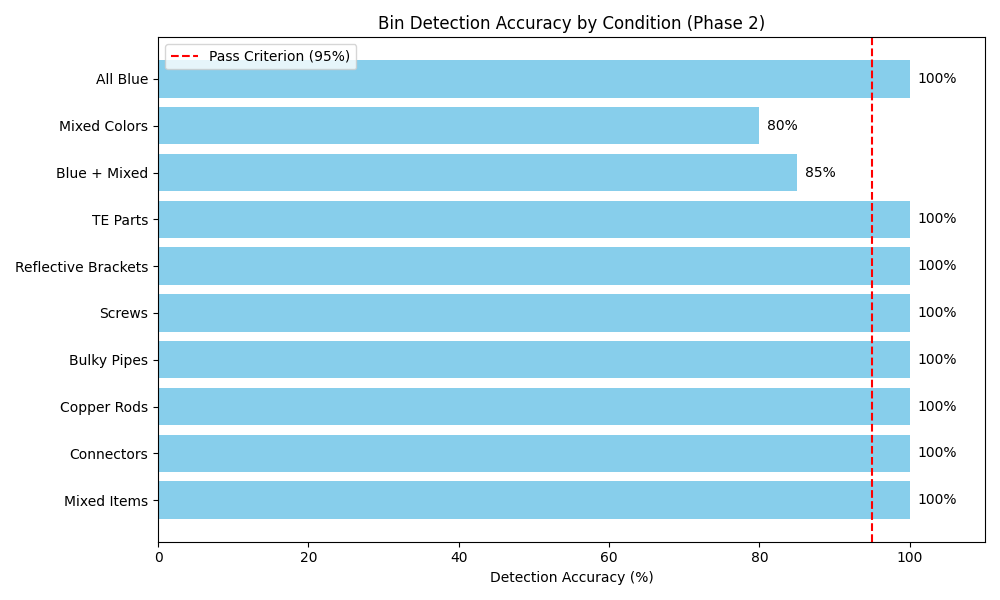 Bin Detection Accuracy by Condition (Phase 2)
Pass Criterion (95%)
All Blue 100%
Mixed Colors 80%
Blue + Mixed 85%
TE Parts 100%
Reflective Brackets 100%
Screws 100%
Bulky Pipes 100%
Copper Rods 100%
Connectors 100%
Mixed Items 100%
0 20 40 60 80 100
Detection Accuracy (%)